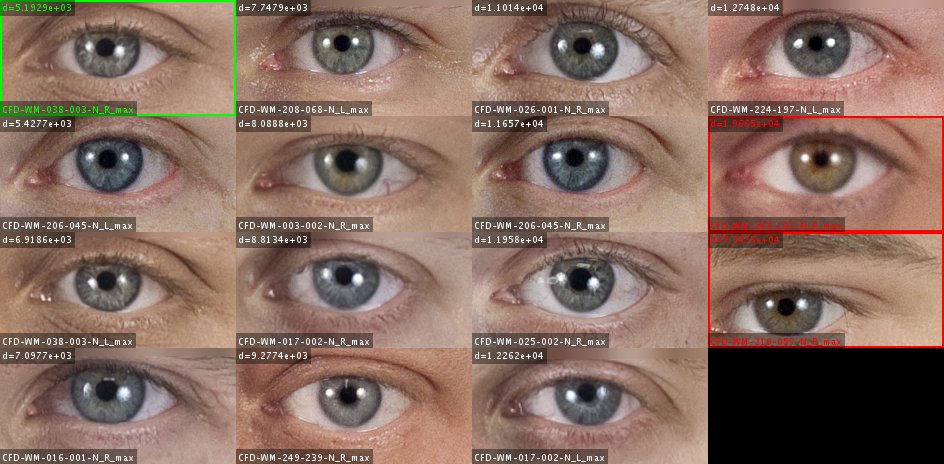 d=5.1929e+03
CFD-WM-038-003-N_R_max
d=7.7479e+03
CFD-WM-208-068-N_L_max
d=1.1014e+04
CFD-WM-026-001-N_R_max
d=1.2748e+04
CFD-WM-224-197-N_L_max
d=5.4277e+03
CFD-WM-206-045-N_L_max
d=8.0888e+03
CFD-WM-003-002-N_R_max
d=1.1657e+04
CFD-WM-206-045-N_R_max
d=6.9186e+03
CFD-WM-038-003-N_L_max
d=8.8134e+03
CFD-WM-017-002-N_R_max
d=1.1958e+04
CFD-WM-025-002-N_R_max
d=7.0977e+03
CFD-WM-016-001-N_R_max
d=9.2774e+03
CFD-WM-249-239-N_R_max
d=1.2262e+04
CFD-WM-017-002-N_L_max